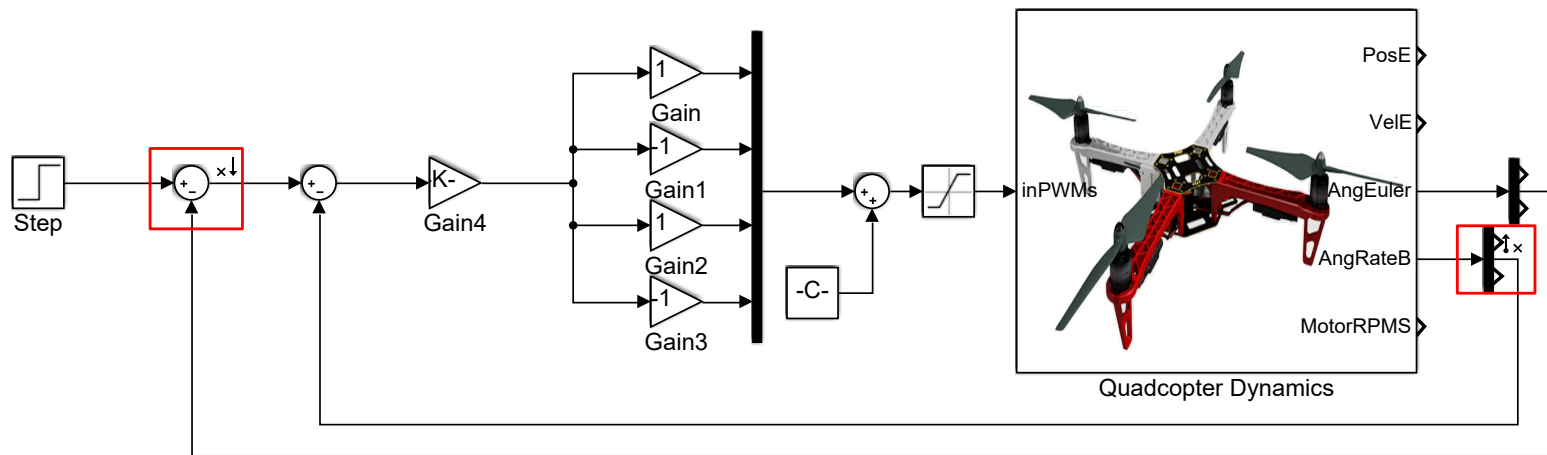 Step
K-
Gain4
1
Gain
-1
Gain1
1
Gain2
-1
Gain3
-C-
inPWMs
PosE
VelE
AngEuler
AngRateB
MotorRPMS
Quadcopter Dynamics